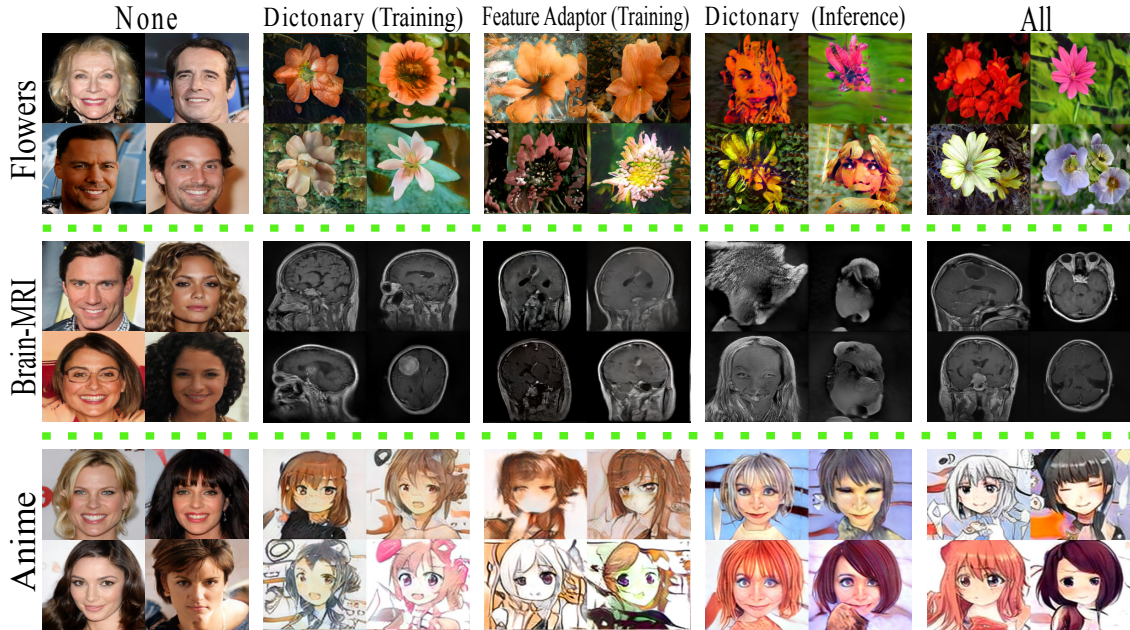 None
Dictonary (Training)
Feature Adaptor (Training)
Dictonary (Inference)
All
Flowers
Brain-MRI
Anime